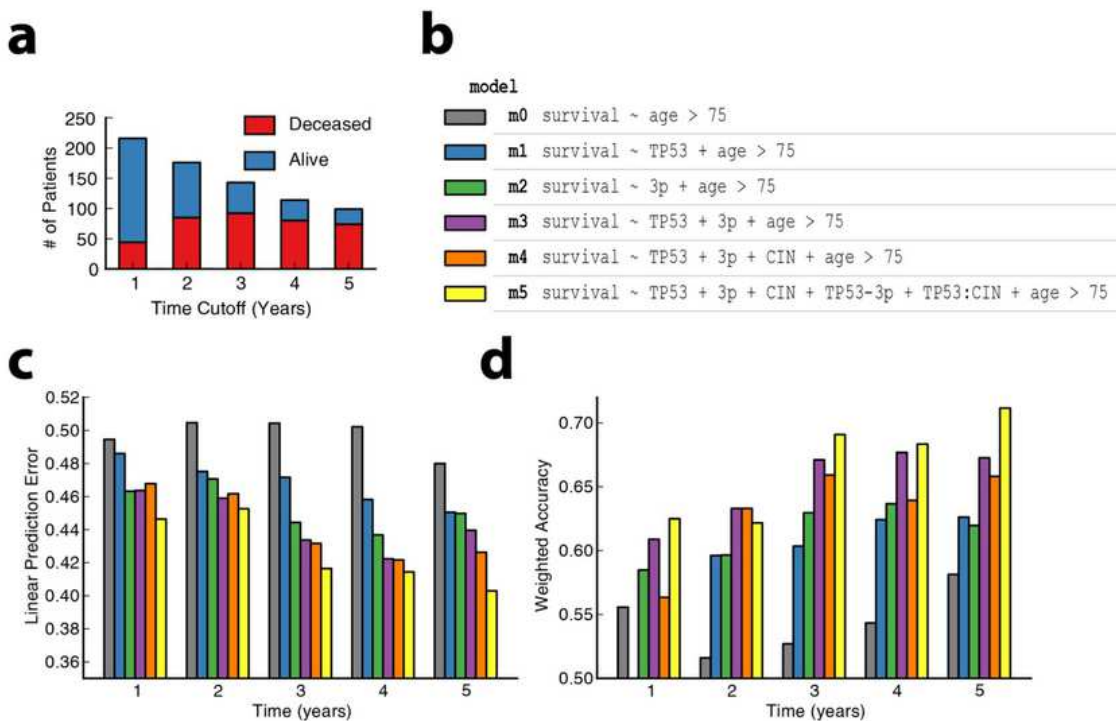 a
250
200
150
100
50
0
# of Patients
Deceased
Alive
1 2 3 4 5
Time Cutoff (Years)
b
model
m0 survival ~ age > 75
m1 survival ~ TP53 + age > 75
m2 survival ~ 3p + age > 75
m3 survival ~ TP53 + 3p + age > 75
m4 survival ~ TP53 + 3p + CIN + age > 75
m5 survival ~ TP53 + 3p + CIN + TP53-3p + TP53:CIN + age > 75
c
0.52
0.50
0.48
0.46
0.44
0.42
0.40
0.38
0.36
Linear Prediction Error
1 2 3 4 5
Time (years)
d
0.70
0.65
0.60
0.55
0.50
Weighted Accuracy
1 2 3 4 5
Time (years)